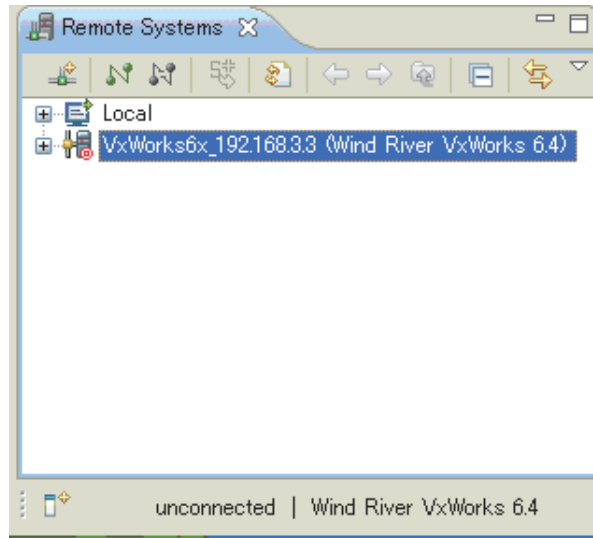 Remote Systems
Local
VxWorks6x_192.168.3.3 (Wind River VxWorks 6.4)
unconnected | Wind River VxWorks 6.4